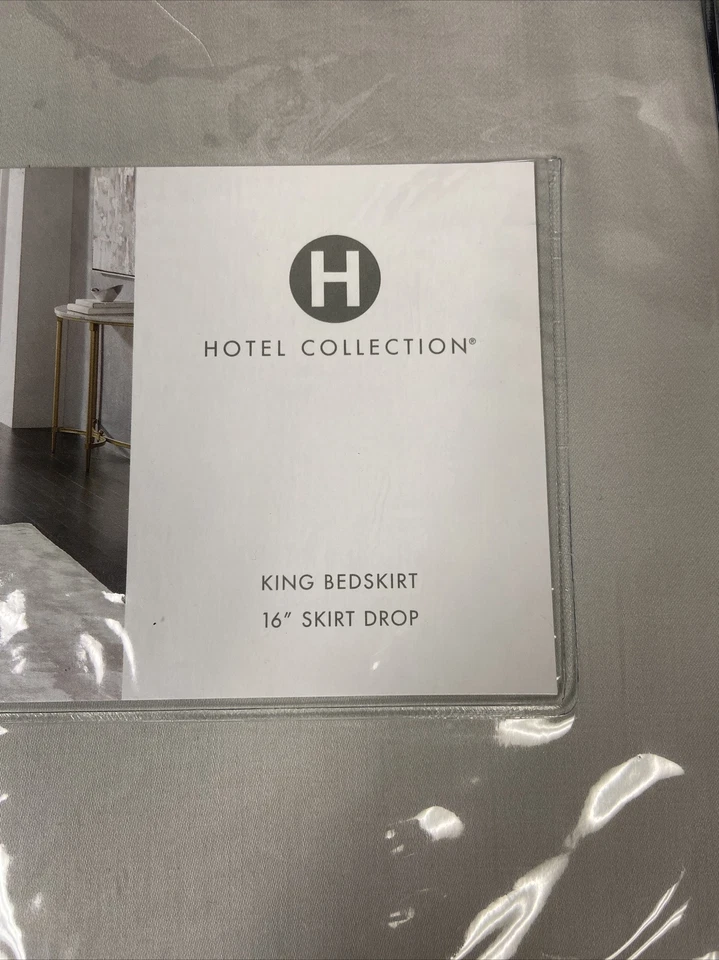 H
HOTEL COLLECTION®
KING BEDSKIRT
16" SKIRT DROP